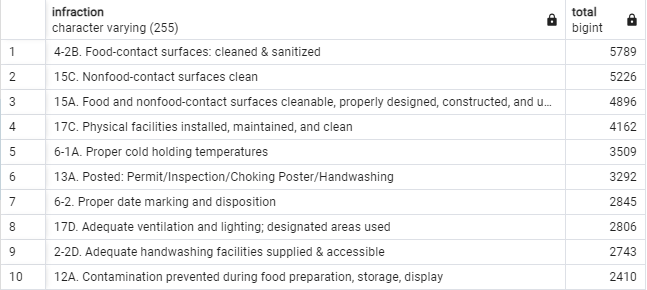 infraction total
character varying (255) bigint
1 4-2B. Food-contact surfaces: cleaned & sanitized 5789
2 15C. Nonfood-contact surfaces clean 5226
3 15A. Food and nonfood-contact surfaces cleanable, properly designed, constructed, and u... 4896
4 17C. Physical facilities installed, maintained, and clean 4162
5 6-1A. Proper cold holding temperatures 3509
6 13A. Posted: Permit/Inspection/Choking Poster/Handwashing 3292
7 6-2. Proper date marking and disposition 2845
8 17D. Adequate ventilation and lighting; designated areas used 2806
9 2-2D. Adequate handwashing facilities supplied & accessible 2743
10 12A. Contamination prevented during food preparation, storage, display 2410